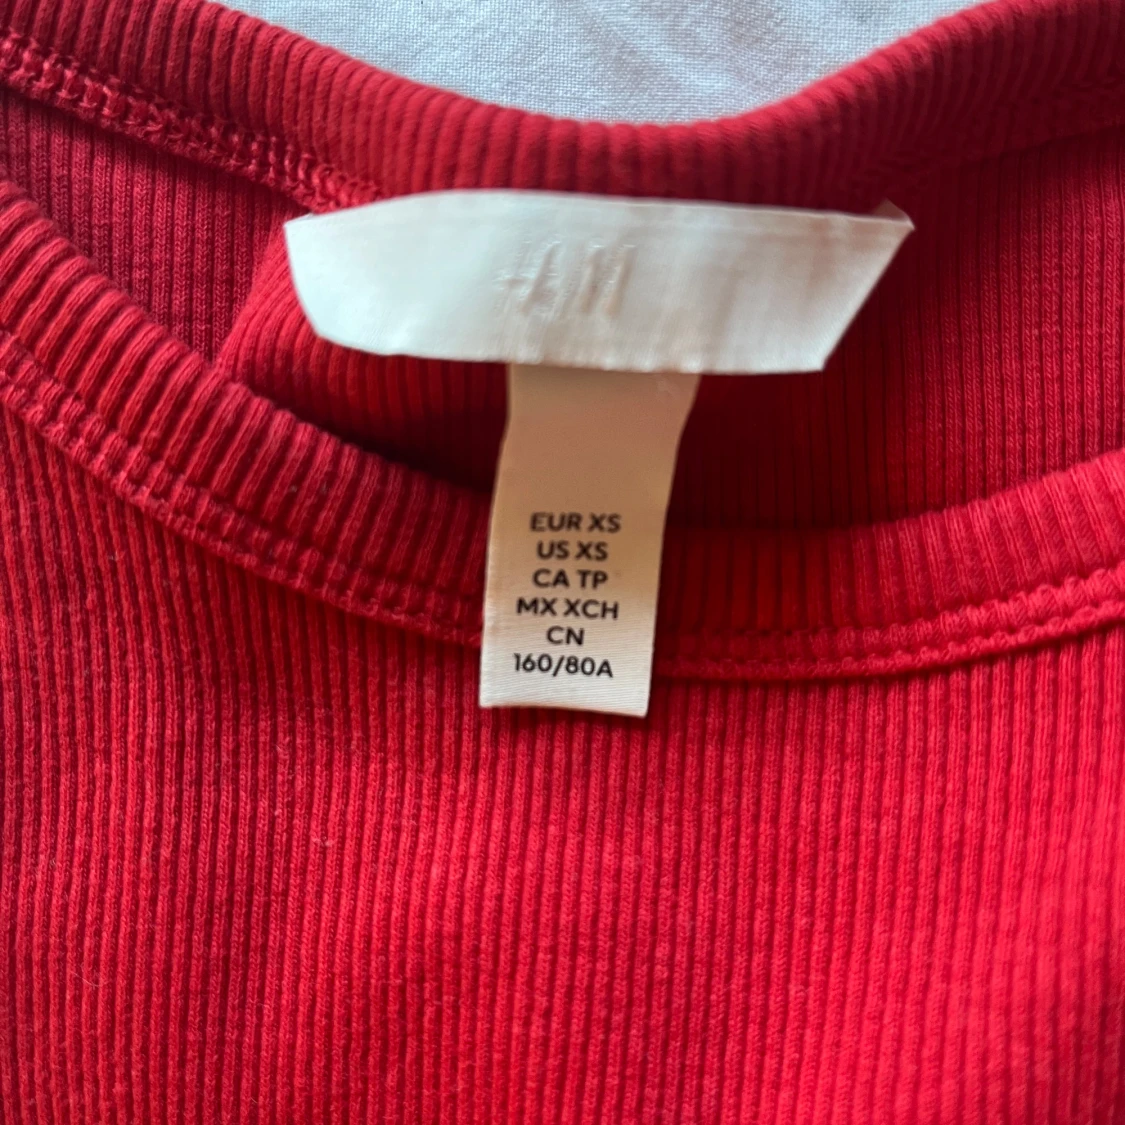 H&M
EUR XS
US XS
CA TP
MX XCH
CN
160/80A